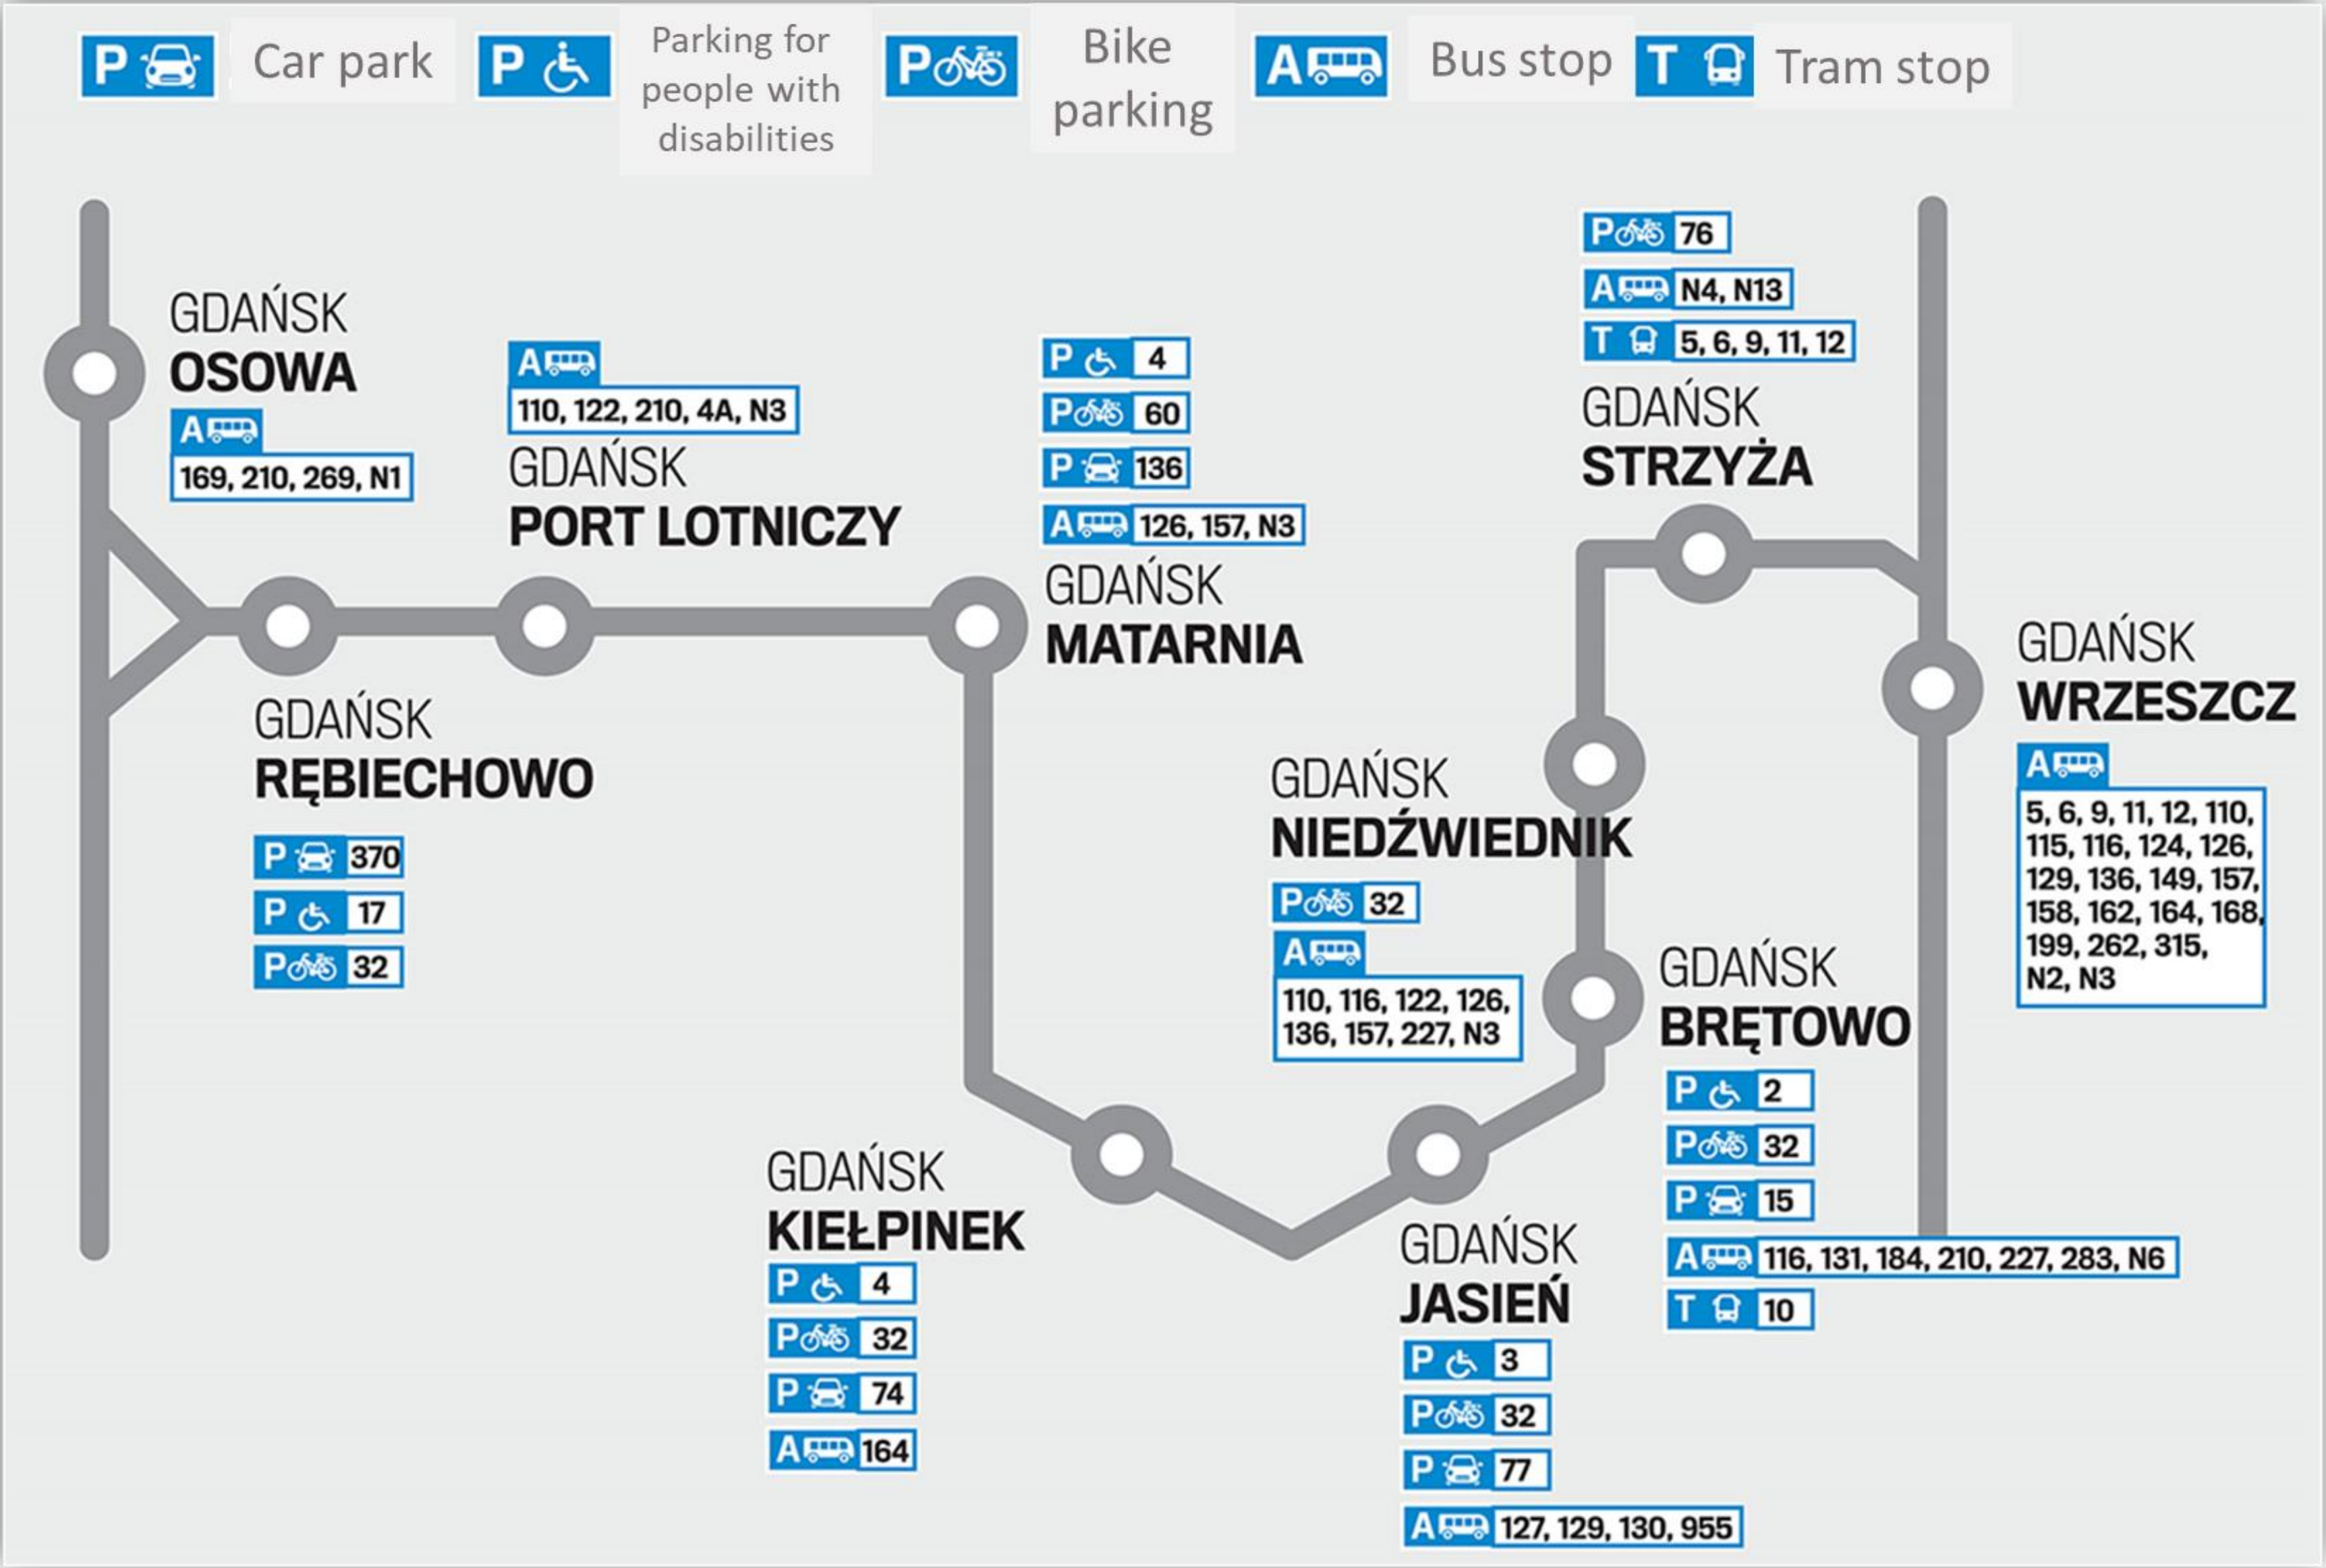 P Car park
P Parking for
people with
disabilities
P Bike
parking
A Bus stop
T Tram stop
GDAŃSK
OSOWA
A
169, 210, 269, N1
A
110, 122, 210, 4A, N3
GDAŃSK
PORT LOTNICZY
P 4
P 60
P 136
A 126, 157, N3
GDAŃSK
MATARNIA
P 76
A N4, N13
T 5, 6, 9, 11, 12
GDAŃSK
STRZYŻA
GDAŃSK
WRZESZCZ
A
5, 6, 9, 11, 12, 110,
115, 116, 124, 126,
129, 136, 149, 157,
158, 162, 164, 168,
199, 262, 315,
N2, N3
GDAŃSK
RĘBIECHOWO
P 370
P 17
P 32
GDAŃSK
NIEDŹWIEDNIK
P 32
A
110, 116, 122, 126,
136, 157, 227, N3
GDAŃSK
BRĘTOWO
P 2
P 32
P 15
A 116, 131, 184, 210, 227, 283, N6
T 10
GDAŃSK
KIEŁPINEK
P 4
P 32
P 74
A 164
GDAŃSK
JASIEŃ
P 3
P 32
P 77
A 127, 129, 130, 955